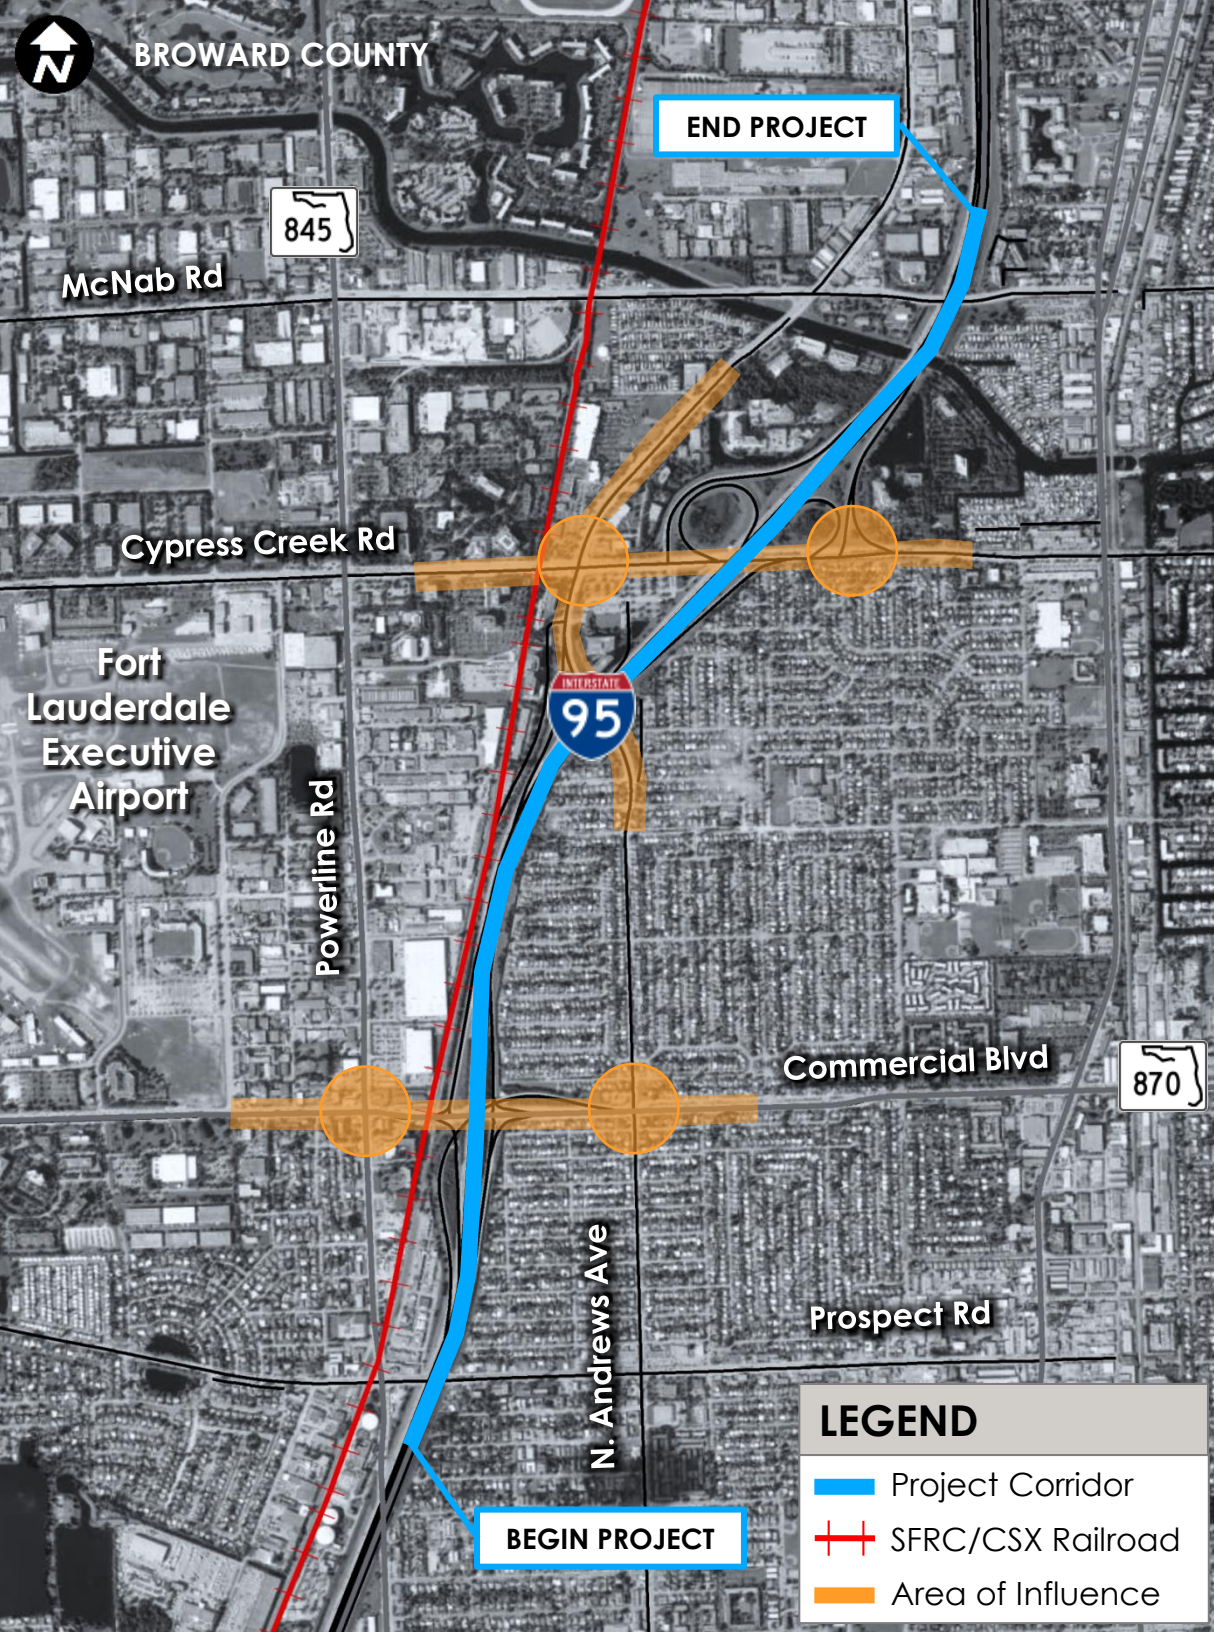 N
BROWARD COUNTY
END PROJECT
845
McNab Rd
Cypress Creek Rd
Fort
Lauderdale
Executive
Airport
INTERSTATE
95
Powerline Rd
Commercial Blvd
870
N. Andrews Ave
Prospect Rd
BEGIN PROJECT
LEGEND
Project Corridor
SFRC/CSX Railroad
Area of Influence